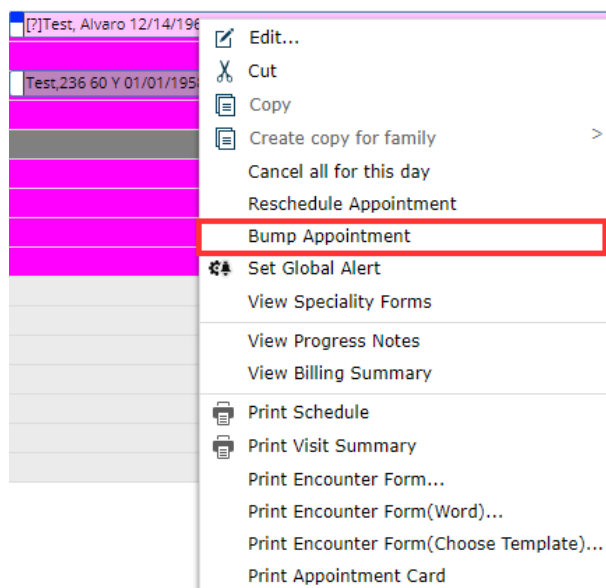 [?]Test, Alvaro 12/14/196
Test,236 60 Y 01/01/195
Edit...
Cut
Copy
Create copy for family >
Cancel all for this day
Reschedule Appointment
Bump Appointment
Set Global Alert
View Speciality Forms
View Progress Notes
View Billing Summary
Print Schedule
Print Visit Summary
Print Encounter Form...
Print Encounter Form(Word)...
Print Encounter Form(Choose Template)...
Print Appointment Card